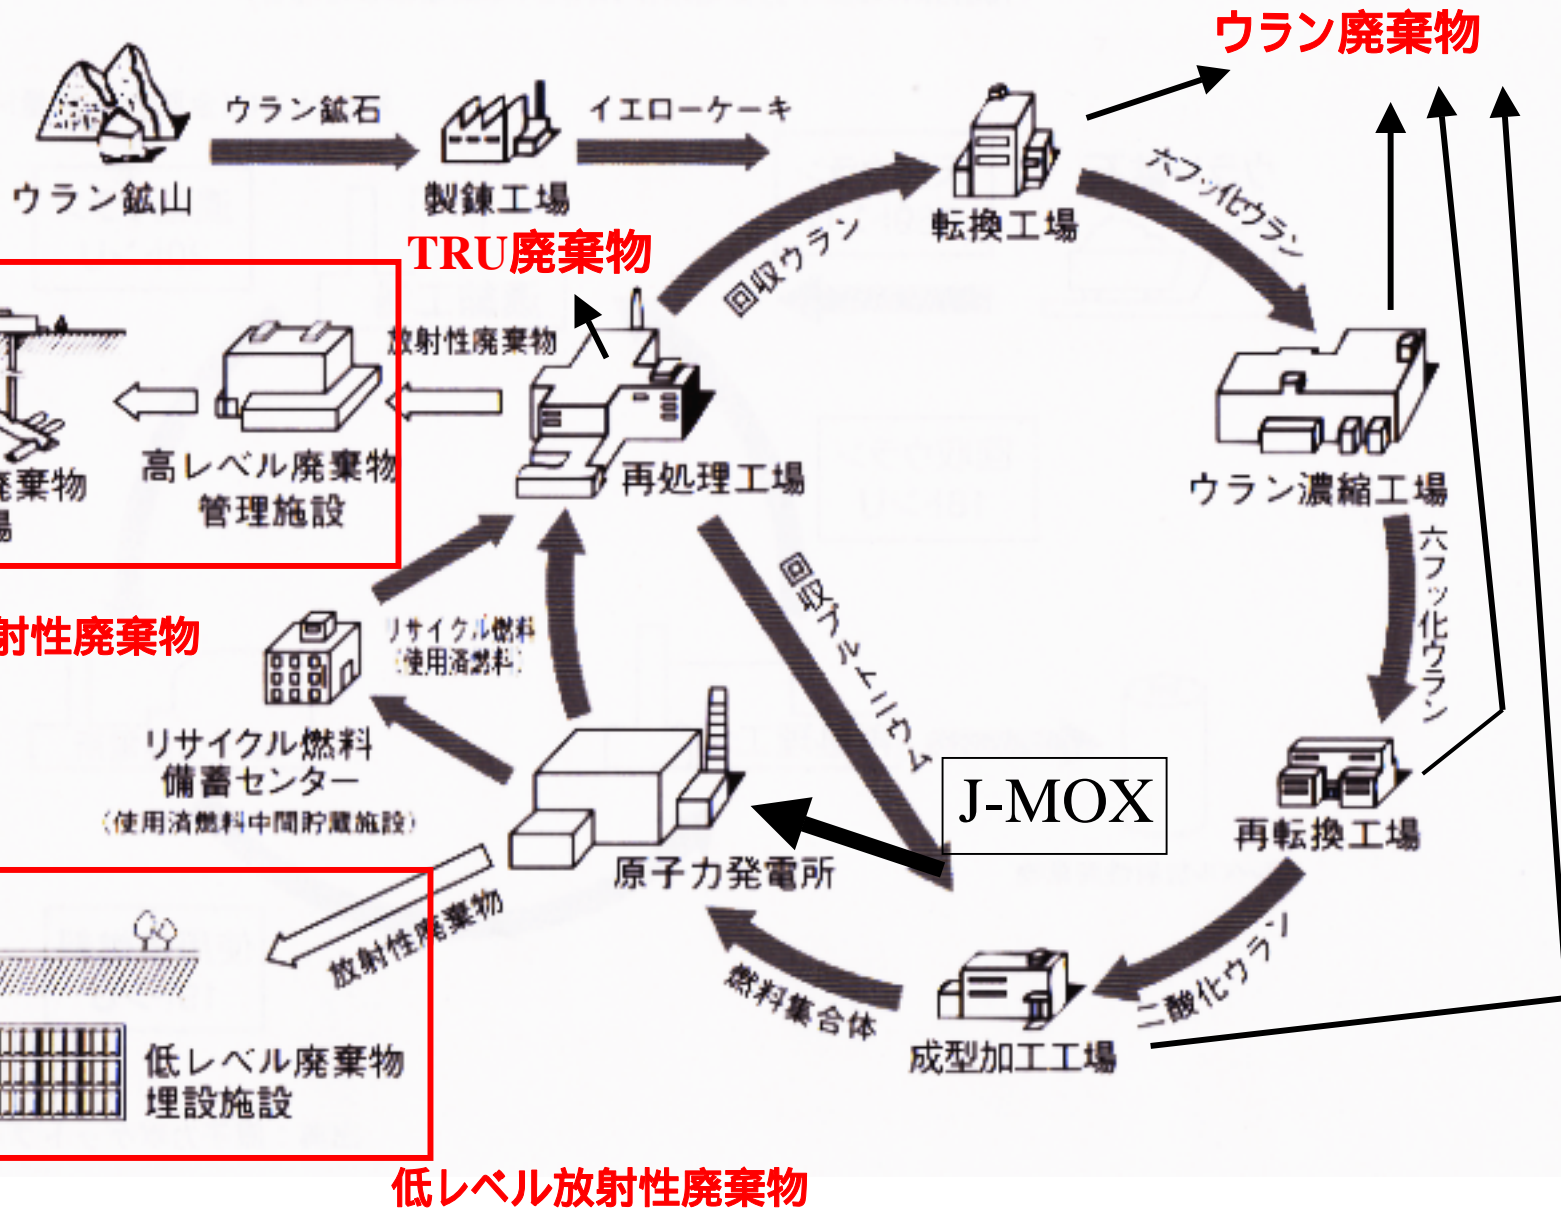 ウラン廃棄物
ウラン鉱石
イエローケーキ
ウラン鉱山
製錬工場
転換工場
六フッ化ウラン
TRU廃棄物
回収ウラン
放射性廃棄物
高レベル廃棄物
管理施設
廃棄物
場
再処理工場
ウラン濃縮工場
六フッ化ウラン
回収プルトニウム
射性廃棄物
リサイクル燃料
(使用済燃料)
リサイクル燃料
備蓄センター
(使用済燃料中間貯蔵施設)
J-MOX
再転換工場
原子力発電所
放射性廃棄物
燃料集合体
二酸化ウラン
成型加工工場
低レベル廃棄物
埋設施設
低レベル放射性廃棄物